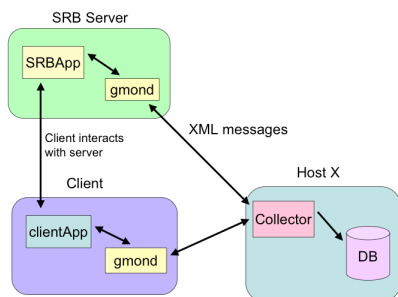 SRB Server
SRBApp
gmond
XML messages
Client interacts
with server
Client
Host X
clientApp
Collector
gmond
DB